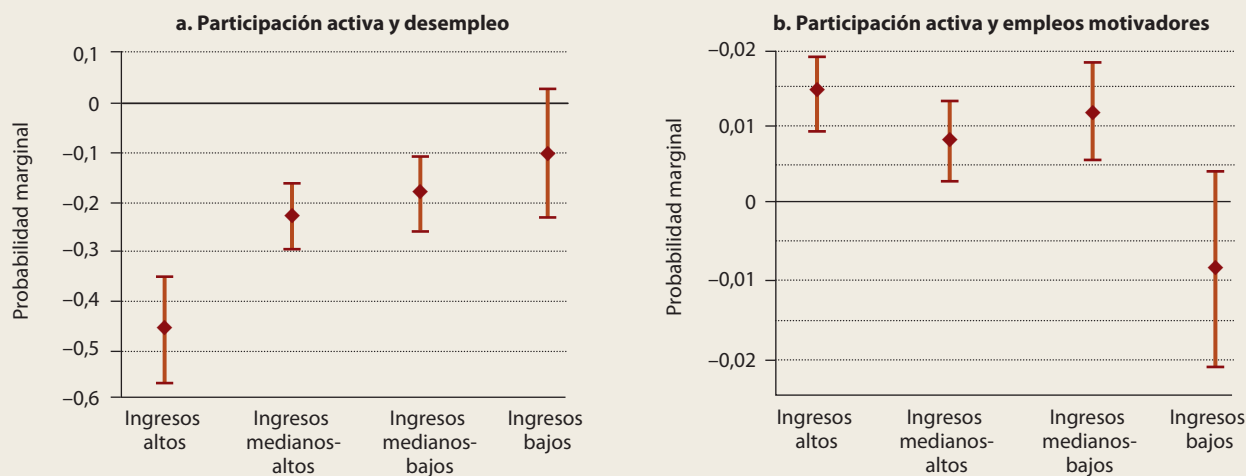 a. Participación activa y desempleo
Probabilidad marginal
0,1
0
–0,1
–0,2
–0,3
–0,4
–0,5
–0,6
Ingresos
altos
Ingresos
medianos-
altos
Ingresos
medianos-
bajos
Ingresos
bajos
b. Participación activa y empleos motivadores
Probabilidad marginal
–0,02
0,01
0
–0,01
–0,02
Ingresos
altos
Ingresos
medianos-
altos
Ingresos
medianos-
bajos
Ingresos
bajos